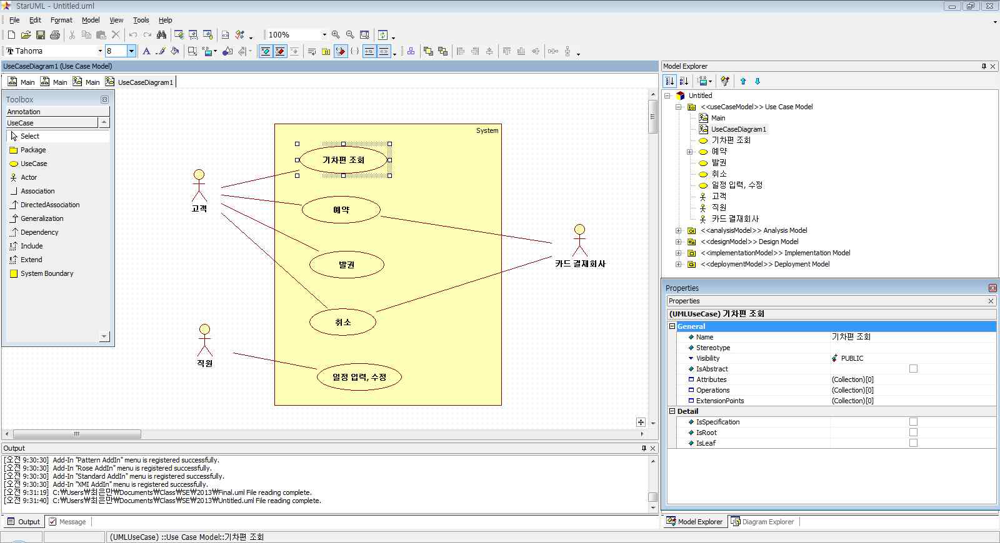 StarUML - Untitled.uml
File Edit Format Model View Tools Help
100%
Tahoma 8
UseCaseDiagram1 (Use Case Model)
Main Main Main UseCaseDiagram1
Toolbox
Annotation
UseCase
Select
Package
UseCase
Actor
Association
DirectedAssociation
Generalization
Dependency
Include
Extend
System Boundary
System
기차편 조회
고객
예약
카드 결재회사
발권
취소
직원
일정 입력, 수정
Model Explorer
Untitled
<<useCaseModel>> Use Case Model
Main
UseCaseDiagram1
기차편 조회
예약
발권
취소
일정 입력, 수정
고객
직원
카드 결재회사
<<analysisModel>> Analysis Model
<<designModel>> Design Model
<<implementationModel>> Implementation Model
<<deploymentModel>> Deployment Model
Properties
Properties
(UMLUseCase) 기차편 조회
General
Name 기차편 조회
Stereotype
Visibility PUBLIC
IsAbstract
Attributes (Collection)[0]
Operations (Collection)[0]
ExtensionPoints (Collection)[0]
Detail
IsSpecification
IsRoot
IsLeaf
Output
[오전 9:30:30] Add-In "Pattern AddIn" menu is registered successfully.
[오전 9:30:30] Add-In "Rose AddIn" menu is registered successfully.
[오전 9:30:30] Add-In "Standard AddIn" menu is registered successfully.
[오전 9:30:30] Add-In "XMI AddIn" menu is registered successfully.
[오전 9:31:19] C:₩Users₩최은만₩Documents₩Class₩SE₩2013₩Final.uml File reading complete.
[오전 9:31:40] C:₩Users₩최은만₩Documents₩Class₩SE₩2013₩Untitled.uml File reading complete.
Output Message
Model Explorer Diagram Explorer
(UMLUseCase) ::Use Case Model::기차편 조회